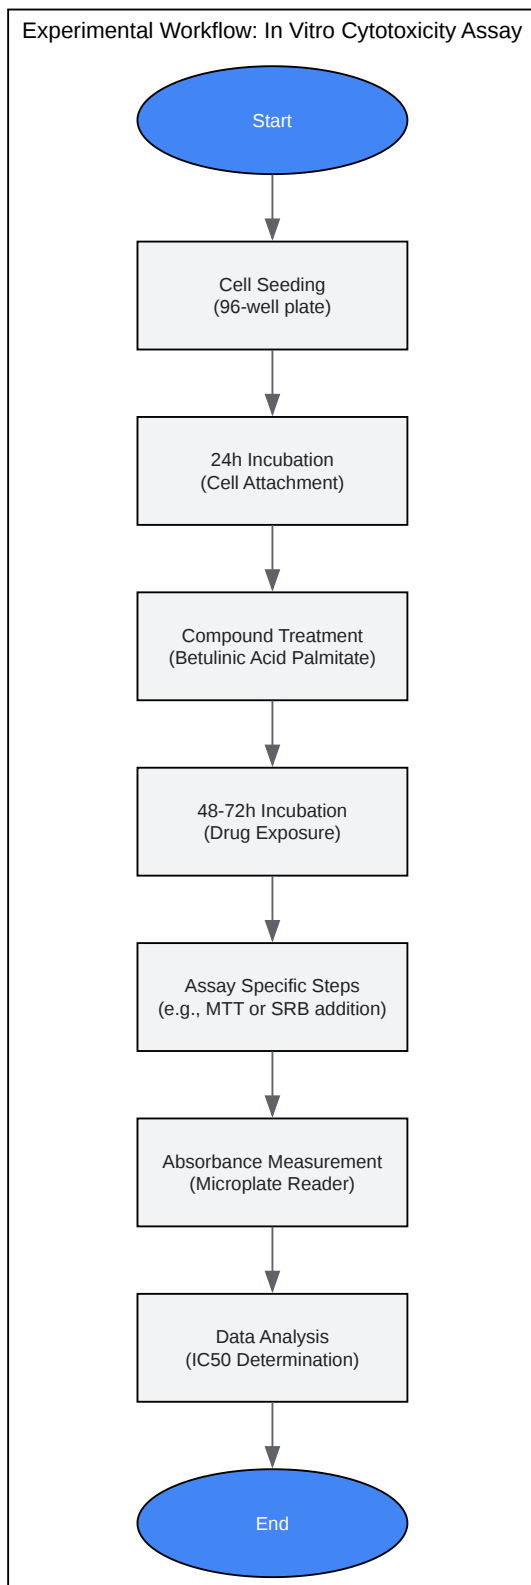 Experimental Workflow: In Vitro Cytotoxicity Assay
Start
Cell Seeding
(96-well plate)
24h Incubation
(Cell Attachment)
Compound Treatment
(Betulinic Acid Palmitate)
48-72h Incubation
(Drug Exposure)
Assay Specific Steps
(e.g., MTT or SRB addition)
Absorbance Measurement
(Microplate Reader)
Data Analysis
(IC50 Determination)
End